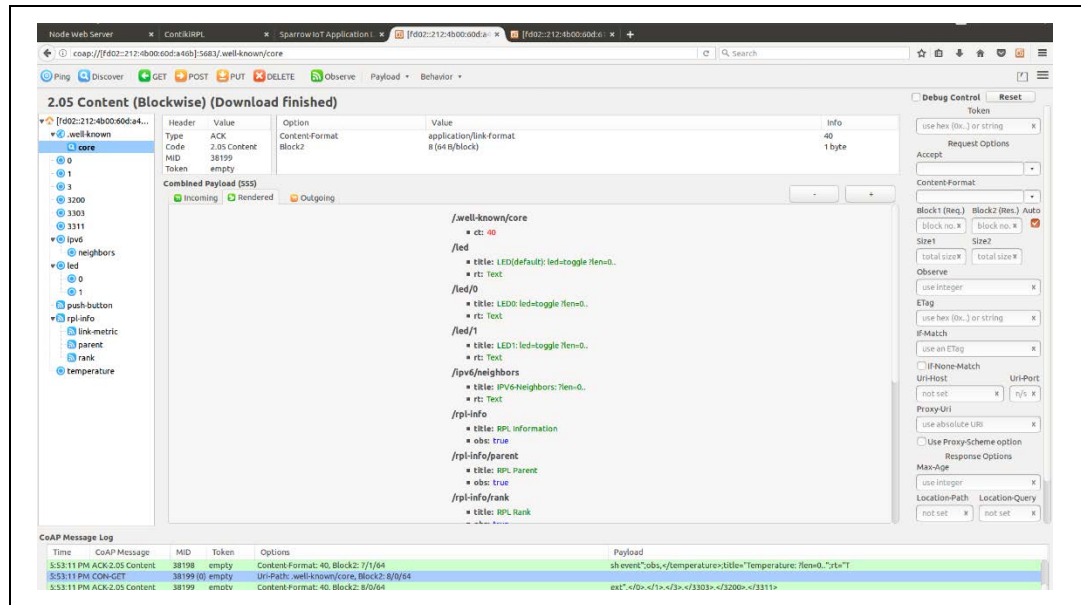 Node Web Server × ContikiRPL × Sparrow IoT Application L × [fd02::212:4b00:60d:a4 × [fd02::212:4b00:60d:61 × +
coap://[fd02::212:4b00:60d:a46b]:5683/.well-known/core Search
Ping Discover GET POST PUT DELETE Observe Payload Behavior
2.05 Content (Blockwise) (Download finished)
[fd02::212:4b00:60d:a4...
.well-known
core
0
1
3
3200
3303
3311
ipv6
neighbors
led
0
1
push-button
rpl-info
link-metric
parent
rank
temperature
Header Value
Type ACK
Code 2.05 Content
MID 38199
Token empty
Option Value Info
Content-Format application/link-format 40
Block2 8 (64 B/block) 1 byte
Combined Payload (555)
Incoming Rendered Outgoing - +
/.well-known/core
ct: 40
/led
title: LED(default): led=toggle ?len=0..
rt: Text
/led/0
title: LED0: led=toggle ?len=0..
rt: Text
/led/1
title: LED1: led=toggle ?len=0..
rt: Text
/ipv6/neighbors
title: IPV6-Neighbors: ?len=0..
rt: Text
/rpl-info
title: RPL Information
obs: true
/rpl-info/parent
title: RPL Parent
obs: true
/rpl-info/rank
title: RPL Rank
obs: true
Debug Control Reset
Token
use hex (0x..) or string x
Request Options
Accept
Content-Format
Block1 (Req.) Block2 (Res.) Auto
block no. x block no. x
Size1 Size2
total size x total size x
Observe
use integer x
ETag
use hex (0x..) or string x
If-Match
use an ETag x
If-None-Match
Uri-Host Uri-Port
not set x n/s x
Proxy-Uri
use absolute URI x
Use Proxy-Scheme option
Response Options
Max-Age
use integer x
Location-Path Location-Query
not set x not set x
CoAP Message Log
Time CoAP Message MID Token Options Payload
5:53:11 PM ACK-2.05 Content 38198 empty Content-Format: 40, Block2: 7/1/64 sh event";obs,</temperature>;title="Temperature: ?len=0..";rt="T
5:53:11 PM CON-GET 38199 (0) empty Uri-Path: .well-known/core, Block2: 8/0/64
5:53:11 PM ACK-2.05 Content 38199 empty Content-Format: 40, Block2: 8/0/64 ext",</0>,</1>,</3>,</3303>,</3200>,</3311>